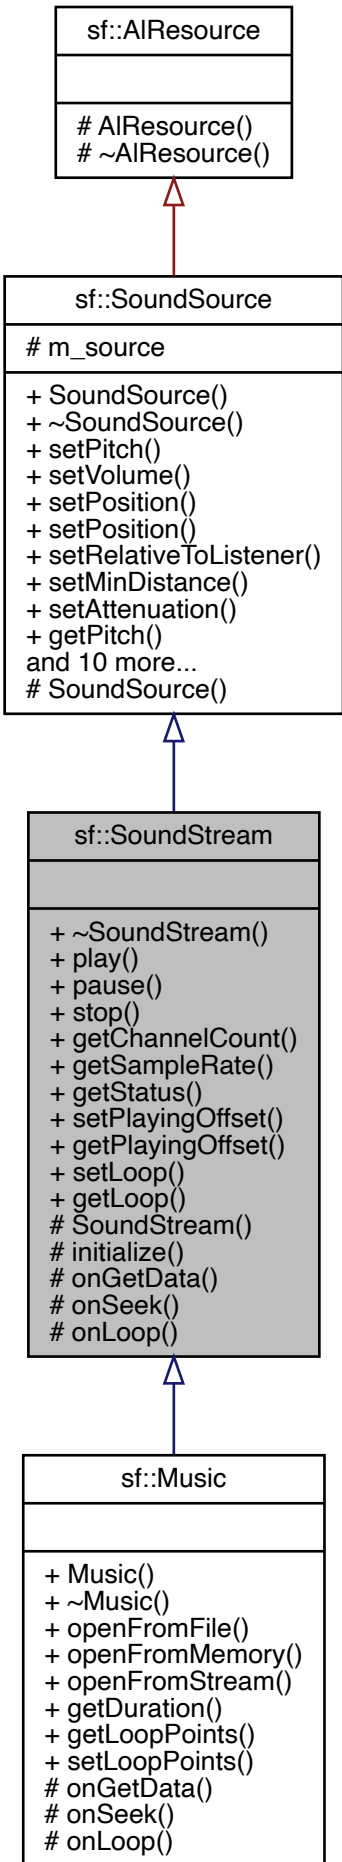 sf::AlResource
# AlResource()
# ~AlResource()
sf::SoundSource
# m_source
+ SoundSource()
+ ~SoundSource()
+ setPitch()
+ setVolume()
+ setPosition()
+ setPosition()
+ setRelativeToListener()
+ setMinDistance()
+ setAttenuation()
+ getPitch()
and 10 more...
# SoundSource()
sf::SoundStream
+ ~SoundStream()
+ play()
+ pause()
+ stop()
+ getChannelCount()
+ getSampleRate()
+ getStatus()
+ setPlayingOffset()
+ getPlayingOffset()
+ setLoop()
+ getLoop()
# SoundStream()
# initialize()
# onGetData()
# onSeek()
# onLoop()
sf::Music
+ Music()
+ ~Music()
+ openFromFile()
+ openFromMemory()
+ openFromStream()
+ getDuration()
+ getLoopPoints()
+ setLoopPoints()
# onGetData()
# onSeek()
# onLoop()